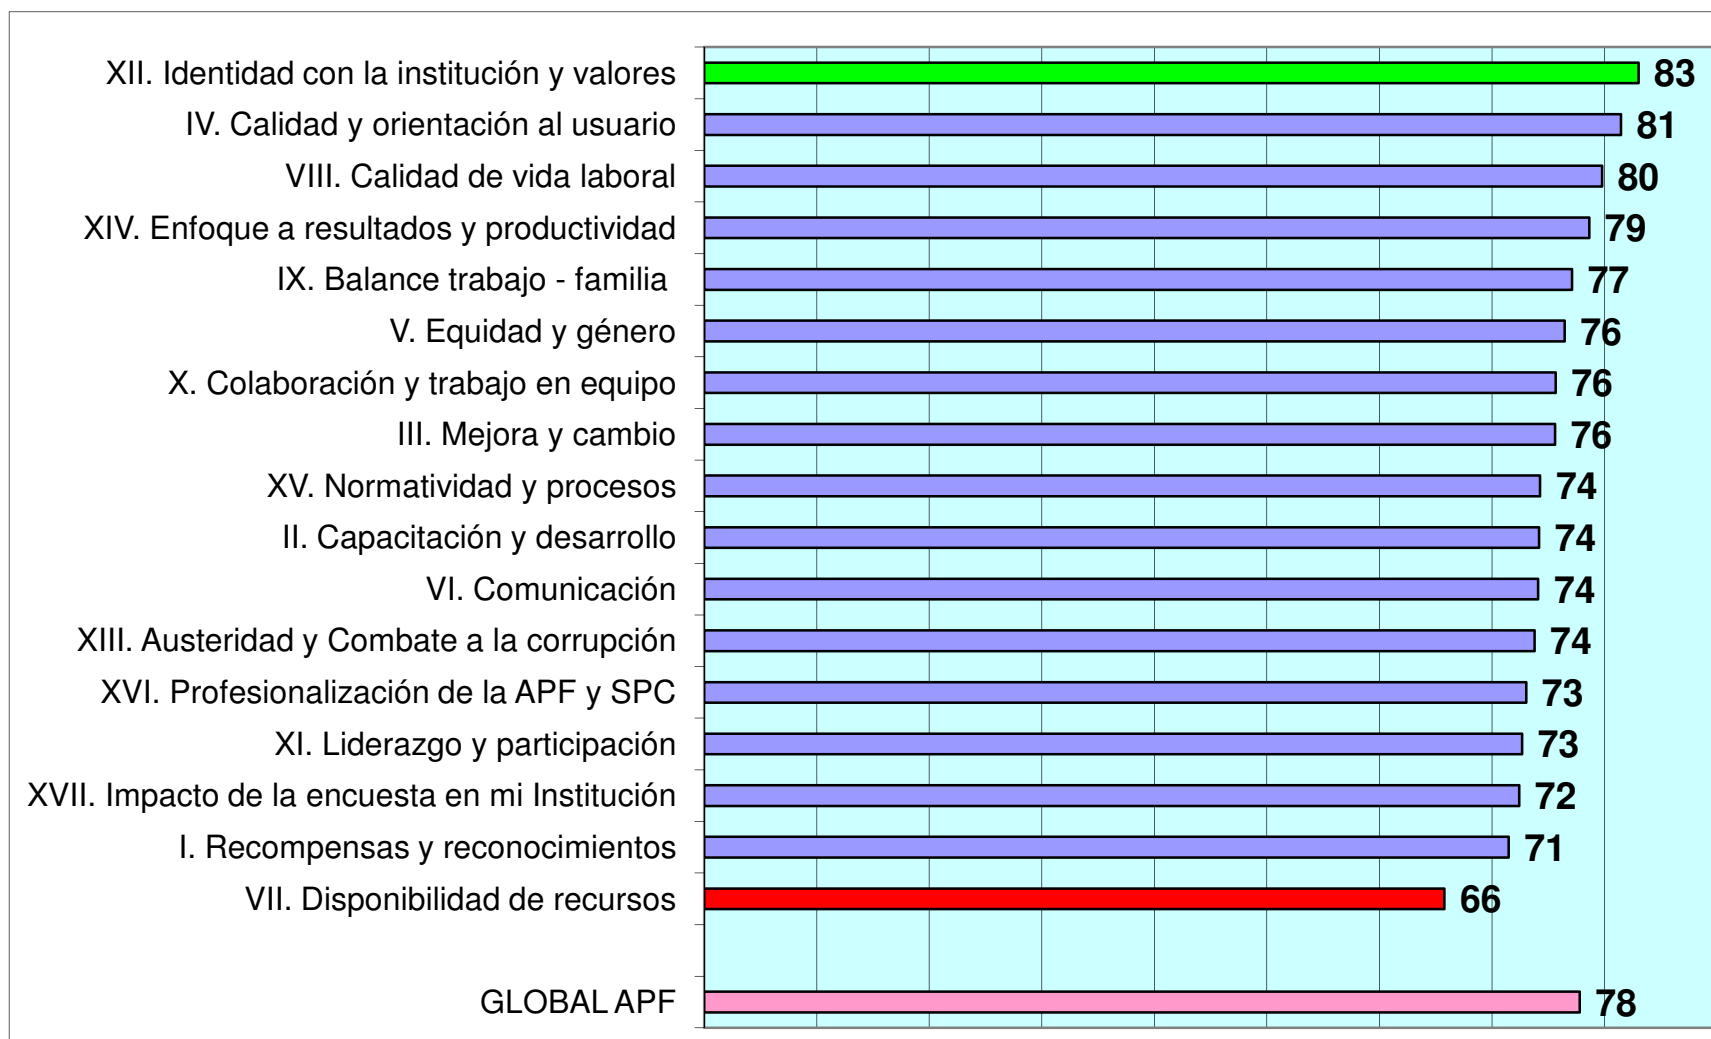 XII. Identidad con la institución y valores 83
IV. Calidad y orientación al usuario 81
VIII. Calidad de vida laboral 80
XIV. Enfoque a resultados y productividad 79
IX. Balance trabajo - familia 77
V. Equidad y género 76
X. Colaboración y trabajo en equipo 76
III. Mejora y cambio 76
XV. Normatividad y procesos 74
II. Capacitación y desarrollo 74
VI. Comunicación 74
XIII. Austeridad y Combate a la corrupción 74
XVI. Profesionalización de la APF y SPC 73
XI. Liderazgo y participación 73
XVII. Impacto de la encuesta en mi Institución 72
I. Recompensas y reconocimientos 71
VII. Disponibilidad de recursos 66
GLOBAL APF 78